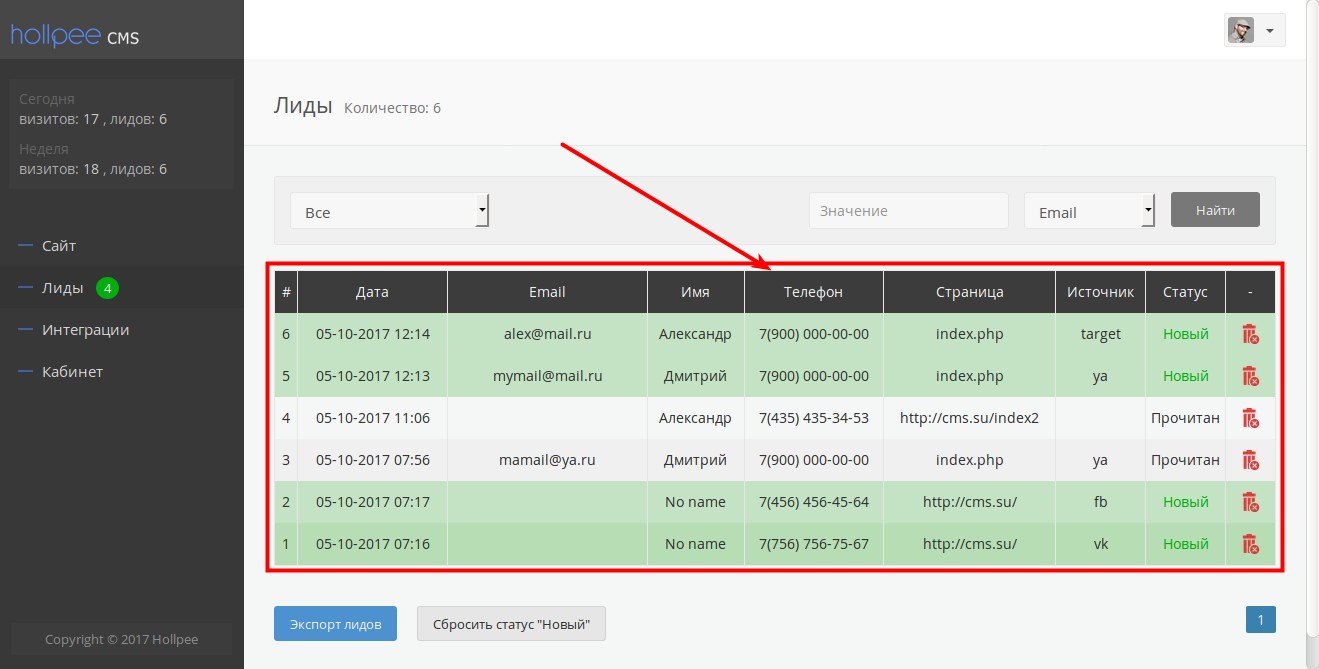 hollpee CMS
Сегодня
визитов: 17 , лидов: 6
Неделя
визитов: 18 , лидов: 6
Сайт
Лиды 4
Интеграции
Кабинет
Copyright © 2017 Hollpee
Лиды Количество: 6
Все Значение Email Найти
# Дата Email Имя Телефон Страница Источник Статус -
6 05-10-2017 12:14 alex@mail.ru Александр 7(900) 000-00-00 index.php target Новый
5 05-10-2017 12:13 mymail@mail.ru Дмитрий 7(900) 000-00-00 index.php ya Новый
4 05-10-2017 11:06 Александр 7(435) 435-34-53 http://cms.su/index2 Прочитан
3 05-10-2017 07:56 mamail@ya.ru Дмитрий 7(900) 000-00-00 index.php ya Прочитан
2 05-10-2017 07:17 No name 7(456) 456-45-64 http://cms.su/ fb Новый
1 05-10-2017 07:16 No name 7(756) 756-75-67 http://cms.su/ vk Новый
Экспорт лидов Сбросить статус "Новый" 1